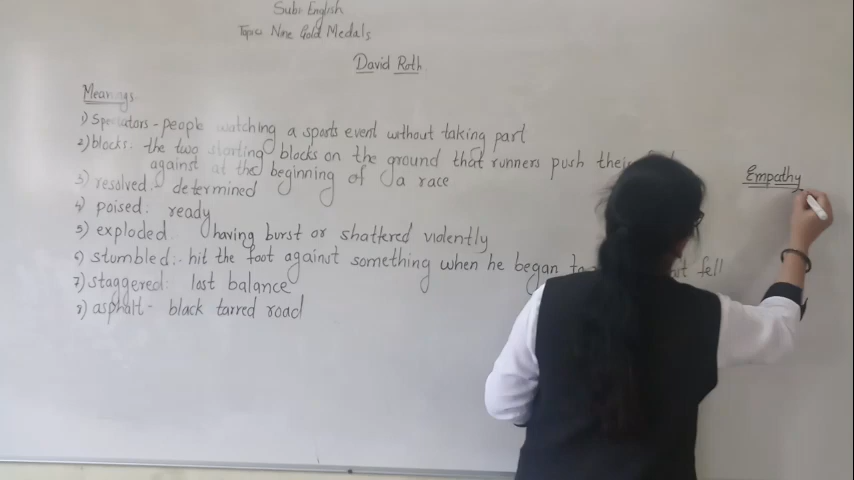 Sub: English
Topic: Nine Gold Medals
David Roth
Meanings
1) Spectators - people watching a sports event without taking part
2) blocks: the two starting blocks on the ground that runners push their
against at the beginning of a race
3) resolved:- determined
4) poised: ready
5) exploded: having burst or shattered violently
6) stumbled:- hit the foot against something when he began to fell
7) staggered: lost balance
8) asphalt - black tarred road
Empathy